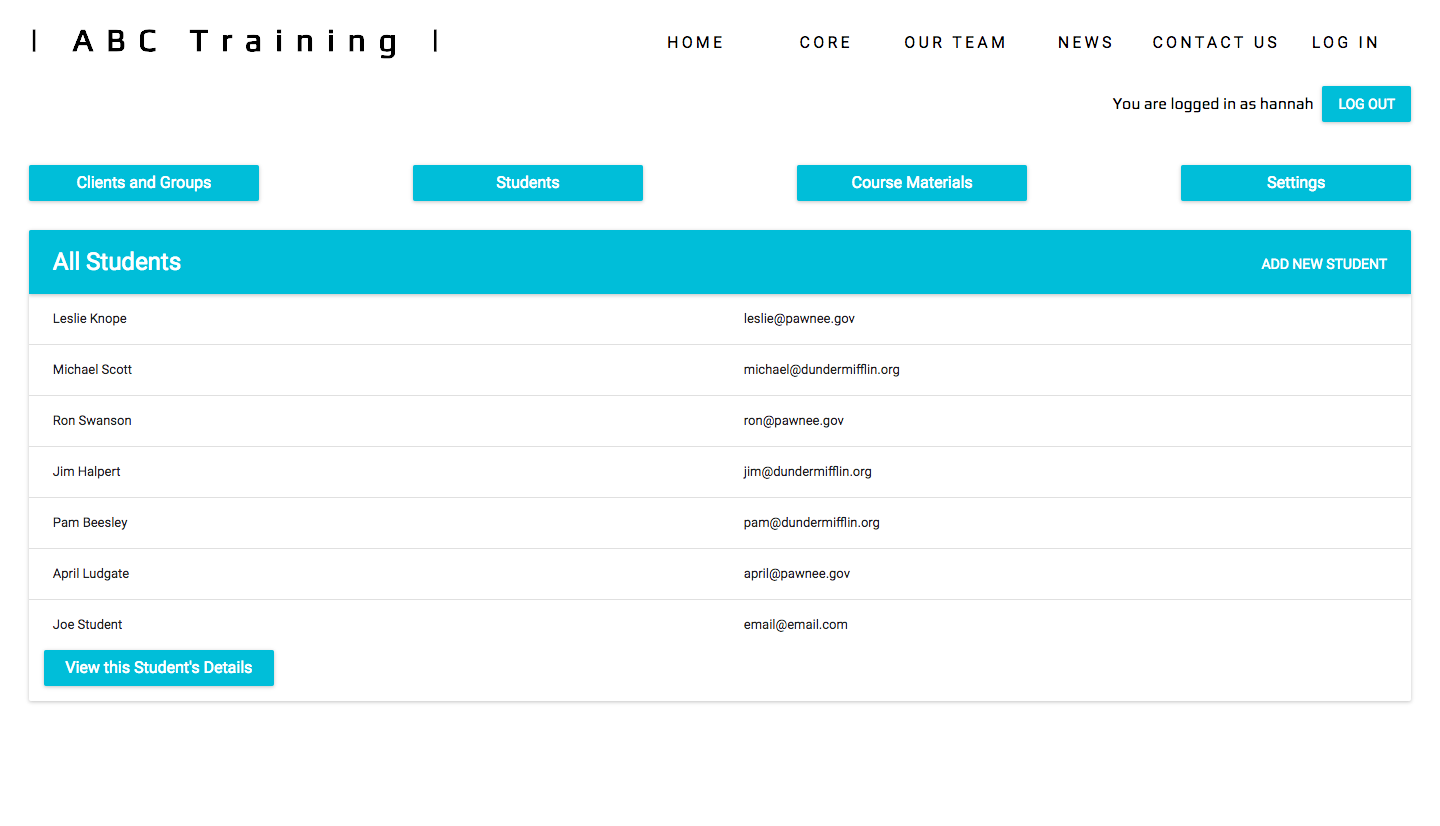 | ABC Training |
HOME CORE OUR TEAM NEWS CONTACT US LOG IN
You are logged in as hannah LOG OUT
Clients and Groups Students Course Materials Settings
All Students ADD NEW STUDENT
Leslie Knope leslie@pawnee.gov
Michael Scott michael@dundermifflin.org
Ron Swanson ron@pawnee.gov
Jim Halpert jim@dundermifflin.org
Pam Beesley pam@dundermifflin.org
April Ludgate april@pawnee.gov
Joe Student email@email.com
View this Student's Details